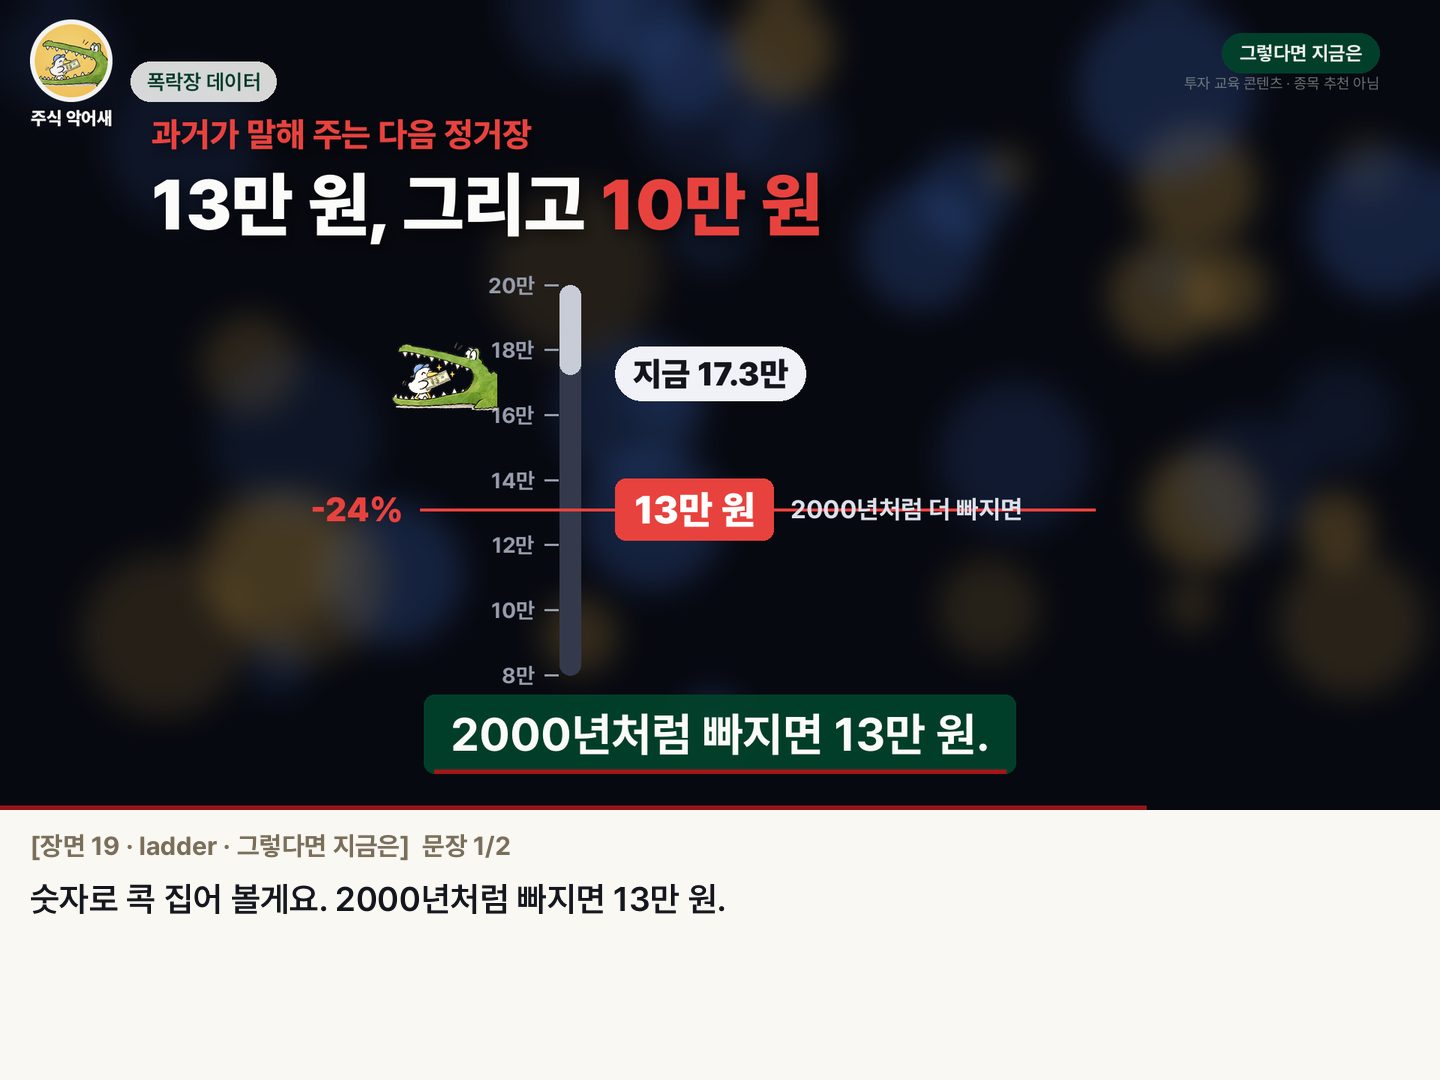 주식 악어새
폭락장 데이터
그렇다면 지금은
투자 교육 콘텐츠 · 종목 추천 아님
과거가 말해 주는 다음 정거장
13만 원, 그리고 10만 원
20만
18만
지금 17.3만
16만
14만
-24%
13만 원
2000년처럼 더 빠지면
12만
10만
8만
2000년처럼 빠지면 13만 원.
[장면 19 · ladder · 그렇다면 지금은] 문장 1/2
숫자로 콕 집어 볼게요. 2000년처럼 빠지면 13만 원.